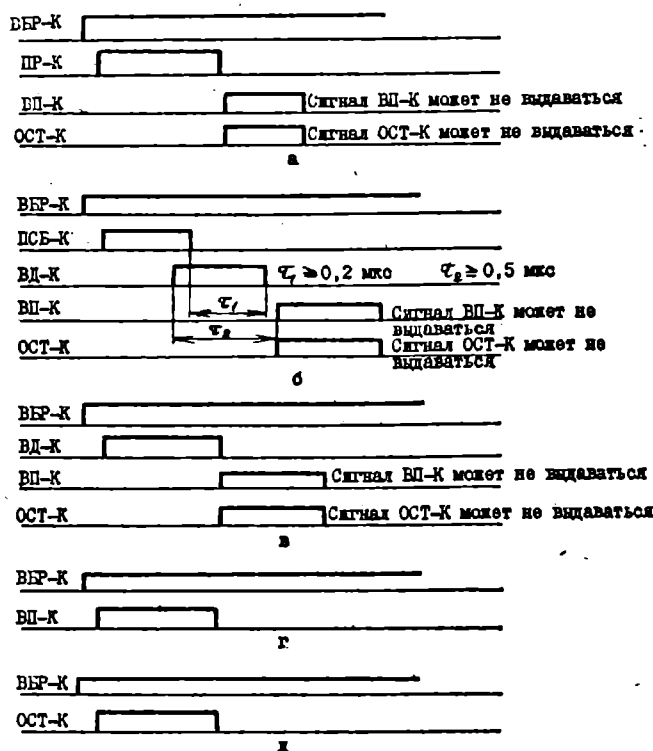 ВБР-К
ПР-К
ВП-К Сигнал ВП-К может не выдаваться
ОСТ-К Сигнал ОСТ-К может не выдаваться
а
ВБР-К
ПСБ-К
ВД-К τ₁ ≥ 0,2 мкс τ₂ ≥ 0,5 мкс
τ₁
ВП-К Сигнал ВП-К может не
выдаваться
τ₂
ОСТ-К Сигнал ОСТ-К может не
выдаваться
б
ВБР-К
ВД-К
ВП-К Сигнал ВП-К может не выдаваться
ОСТ-К Сигнал ОСТ-К может не выдаваться
в
ВБР-К
ВП-К
г
ВБР-К
ОСТ-К
д